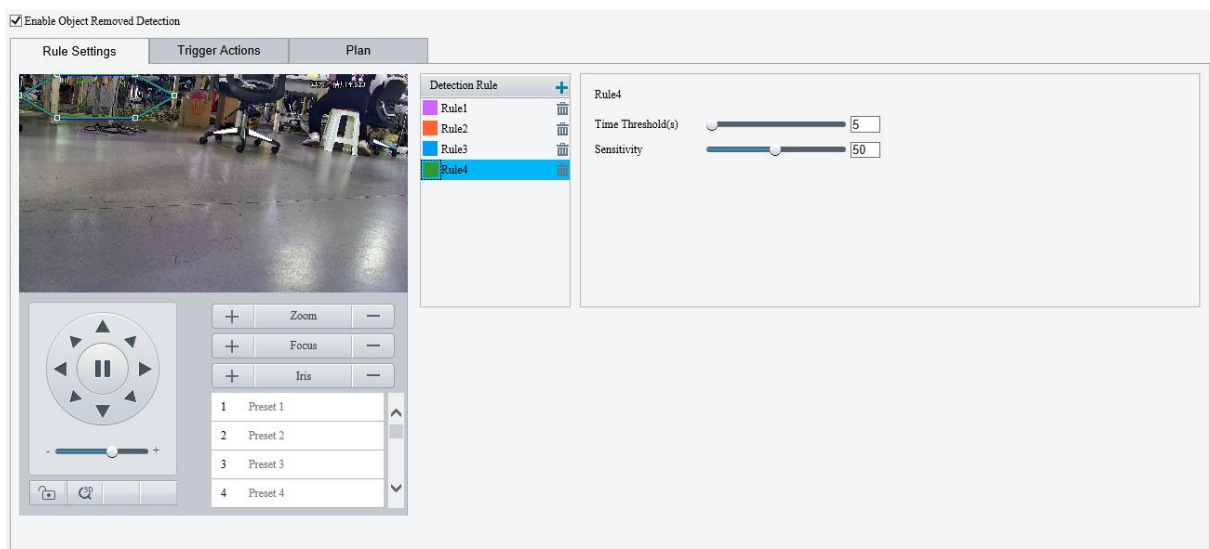 Enable Object Removed Detection
Rule Settings Trigger Actions Plan
Detection Rule +
Rule1
Rule2
Rule3
Rule4
Rule4
Time Threshold(s) 5
Sensitivity 50
+ Zoom −
+ Focus −
+ Iris −
1 Preset 1
2 Preset 2
3 Preset 3
4 Preset 4
- +
3D